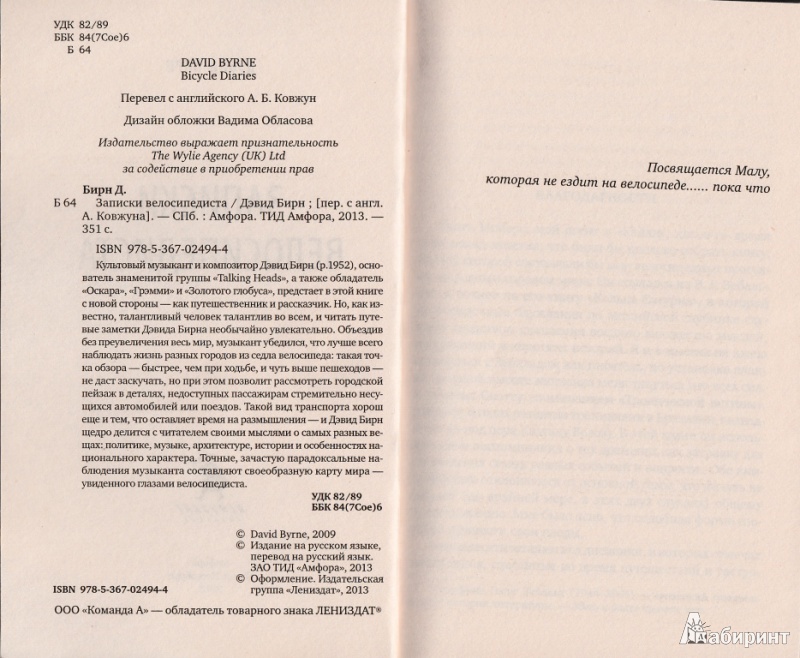 УДК 82/89
ББК 84(7Сое)6
Б 64
DAVID BYRNE
Bicycle Diaries
Перевел с английского А. Б. Ковжун
Дизайн обложки Вадима Обласова
Издательство выражает признательность
The Wylie Agency (UK) Ltd
за содействие в приобретении прав
Бирн Д.
Б 64 Записки велосипедиста / Дэвид Бирн ; [пер. с англ.
А. Ковжуна]. — СПб. : Амфора. ТИД Амфора, 2013. —
351 с.
ISBN 978-5-367-02494-4
Культовый музыкант и композитор Дэвид Бирн (р.1952), осно-
ватель знаменитой группы «Talking Heads», а также обладатель
«Оскара», «Грэмми» и «Золотого глобуса», предстает в этой книге
с новой стороны — как путешественник и рассказчик. Но, как из-
вестно, талантливый человек талантлив во всем, и читать путе-
вые заметки Дэвида Бирна необычайно увлекательно. Объездив
без преувеличения весь мир, музыкант убедился, что лучше всего
наблюдать жизнь разных городов из седла велосипеда: такая точ-
ка обзора — быстрее, чем при ходьбе, и чуть выше пешеходов —
не даст заскучать, но при этом позволит рассмотреть городской
пейзаж в деталях, недоступных пассажирам стремительно несу-
щихся автомобилей или поездов. Такой вид транспорта хорош
еще и тем, что оставляет время на размышления — и Дэвид Бирн
щедро делится с читателем своими мыслями о самых разных ве-
щах: политике, музыке, архитектуре, истории и особенностях на-
ционального характера. Точные, зачастую парадоксальные на-
блюдения музыканта составляют своеобразную карту мира —
увиденного глазами велосипедиста.
УДК 82/89
ББК 84(7Сое)6
© David Byrne, 2009
© Издание на русском языке,
перевод на русский язык.
ЗАО ТИД «Амфора», 2013
© Оформление. Издательская
группа «Лениздат», 2013
ISBN 978-5-367-02494-4
ООО «Команда А» — обладатель товарного знака ЛЕНИЗДАТ®
Посвящается Малу,
которая не ездит на велосипеде...... пока что
Лабиринт